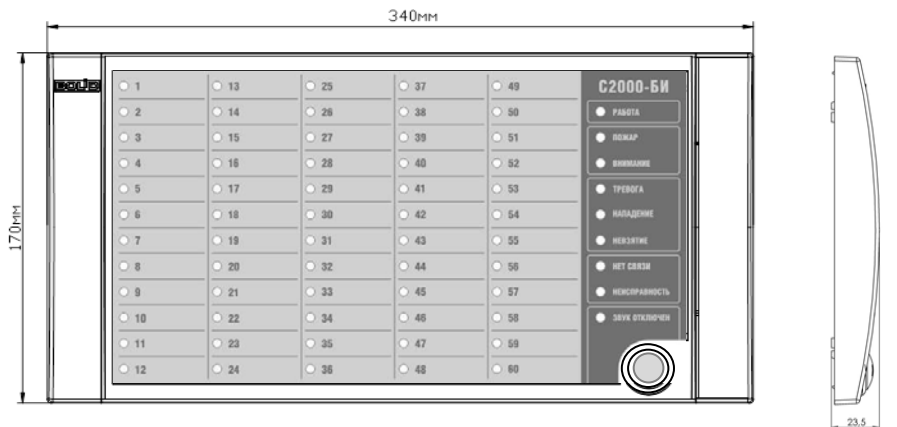 340мм
170мм
bolid
1 13 25 37 49 С2000-БИ
2 14 26 38 50 РАБОТА
3 15 27 39 51 ПОЖАР
4 16 28 40 52 ВНИМАНИЕ
5 17 29 41 53 ТРЕВОГА
6 18 30 42 54 НАПАДЕНИЕ
7 19 31 43 55 НЕВЗЯТИЕ
8 20 32 44 56 НЕТ СВЯЗИ
9 21 33 45 57 НЕИСПРАВНОСТЬ
10 22 34 46 58 ЗВУК ОТКЛЮЧЕН
11 23 35 47 59
12 24 36 48 60
23,5